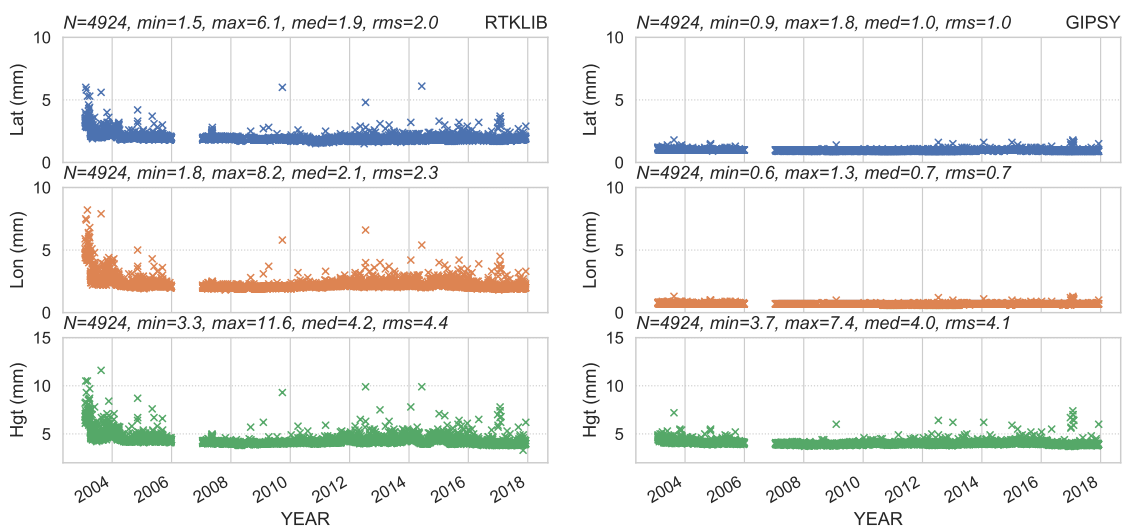 N=4924, min=1.5, max=6.1, med=1.9, rms=2.0 RTKLIB
10
5
0
Lat (mm)
N=4924, min=1.8, max=8.2, med=2.1, rms=2.3
10
5
0
Lon (mm)
N=4924, min=3.3, max=11.6, med=4.2, rms=4.4
15
10
5
Hgt (mm)
2004 2006 2008 2010 2012 2014 2016 2018
YEAR
N=4924, min=0.9, max=1.8, med=1.0, rms=1.0 GIPSY
10
5
0
Lat (mm)
N=4924, min=0.6, max=1.3, med=0.7, rms=0.7
10
5
0
Lon (mm)
N=4924, min=3.7, max=7.4, med=4.0, rms=4.1
15
10
5
Hgt (mm)
2004 2006 2008 2010 2012 2014 2016 2018
YEAR